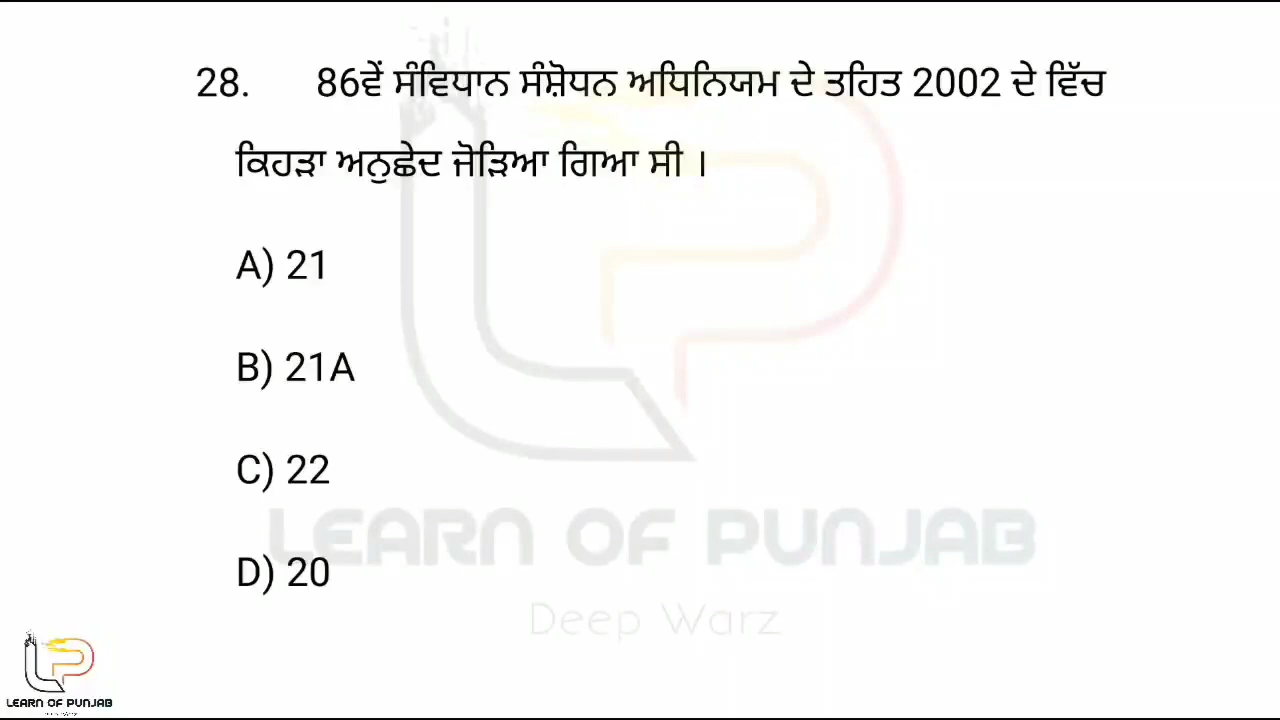 28. 86ਵੇਂ ਸੰਵਿਧਾਨ ਸੰਸ਼ੋਧਨ ਅਧਿਨਿਯਮ ਦੇ ਤਹਿਤ 2002 ਦੇ ਵਿੱਚ
ਕਿਹੜਾ ਅਨੁਛੇਦ ਜੋੜਿਆ ਗਿਆ ਸੀ ।
A) 21
B) 21A
C) 22
LEARN OF PUNJAB
D) 20
Deep Warz
LEARN OF PUNJAB